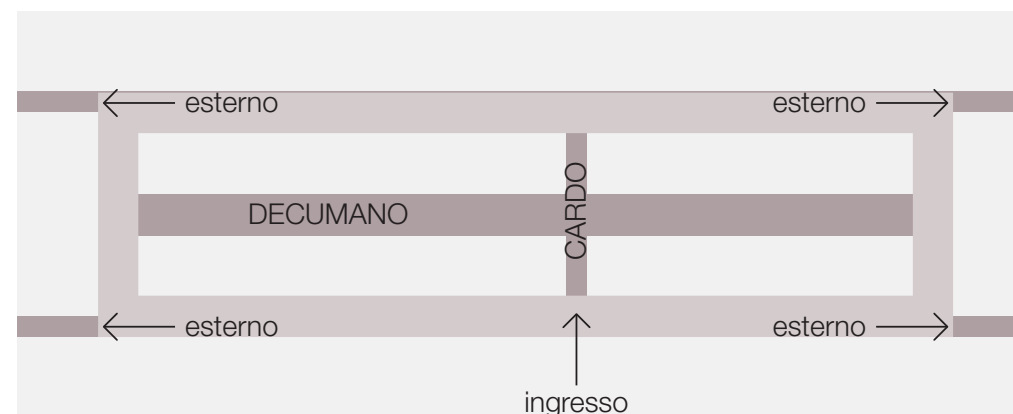 esterno
esterno
CARDO
DECUMANO
esterno
esterno
ingresso